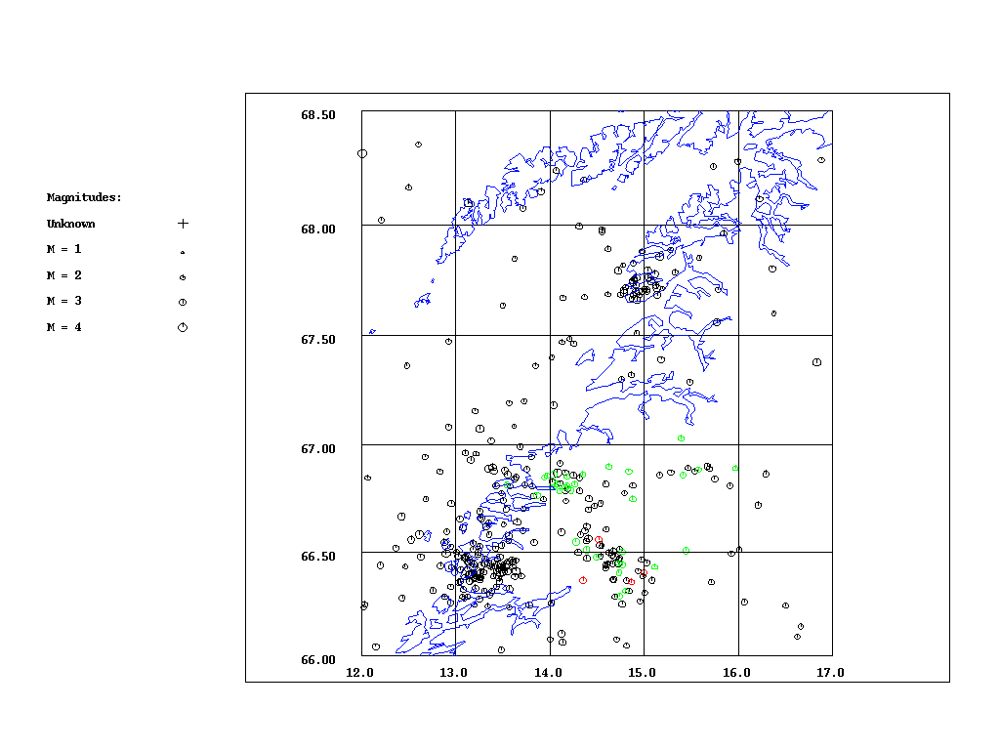 68.50
Magnitudes:
Unknown
68.00
M = 1
M = 2
M = 3
M = 4
67.50
67.00
66.50
66.00
12.0 13.0 14.0 15.0 16.0 17.0